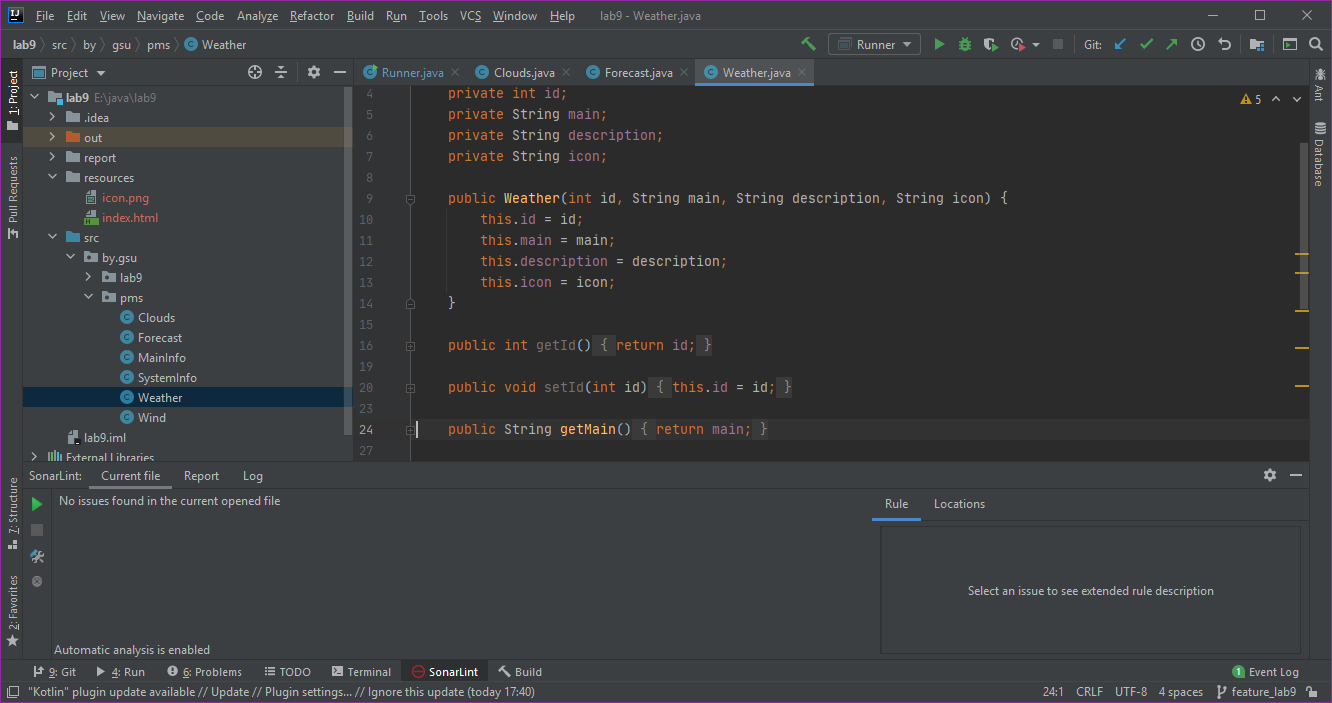 File Edit View Navigate Code Analyze Refactor Build Run Tools VCS Window Help lab9 - Weather.java
lab9 src by gsu pms Weather Runner Git:
Project Runner.java Clouds.java Forecast.java Weather.java
1: Project
Pull Requests
7: Structure
2: Favorites
lab9 E:\java\lab9
.idea
out
report
resources
icon.png
index.html
src
by.gsu
lab9
pms
Clouds
Forecast
MainInfo
SystemInfo
Weather
Wind
lab9.iml
External Libraries
4 private int id;
5 private String main;
6 private String description;
7 private String icon;
8
9 public Weather(int id, String main, String description, String icon) {
10 this.id = id;
11 this.main = main;
12 this.description = description;
13 this.icon = icon;
14 }
15
16 public int getId() { return id; }
19
20 public void setId(int id) { this.id = id; }
23
24 public String getMain() { return main; }
27
5
Ant
Database
SonarLint: Current file Report Log
No issues found in the current opened file
Rule Locations
Select an issue to see extended rule description
Automatic analysis is enabled
9: Git 4: Run 6: Problems TODO Terminal SonarLint Build 1 Event Log
"Kotlin" plugin update available // Update // Plugin settings... // Ignore this update (today 17:40) 24:1 CRLF UTF-8 4 spaces feature_lab9